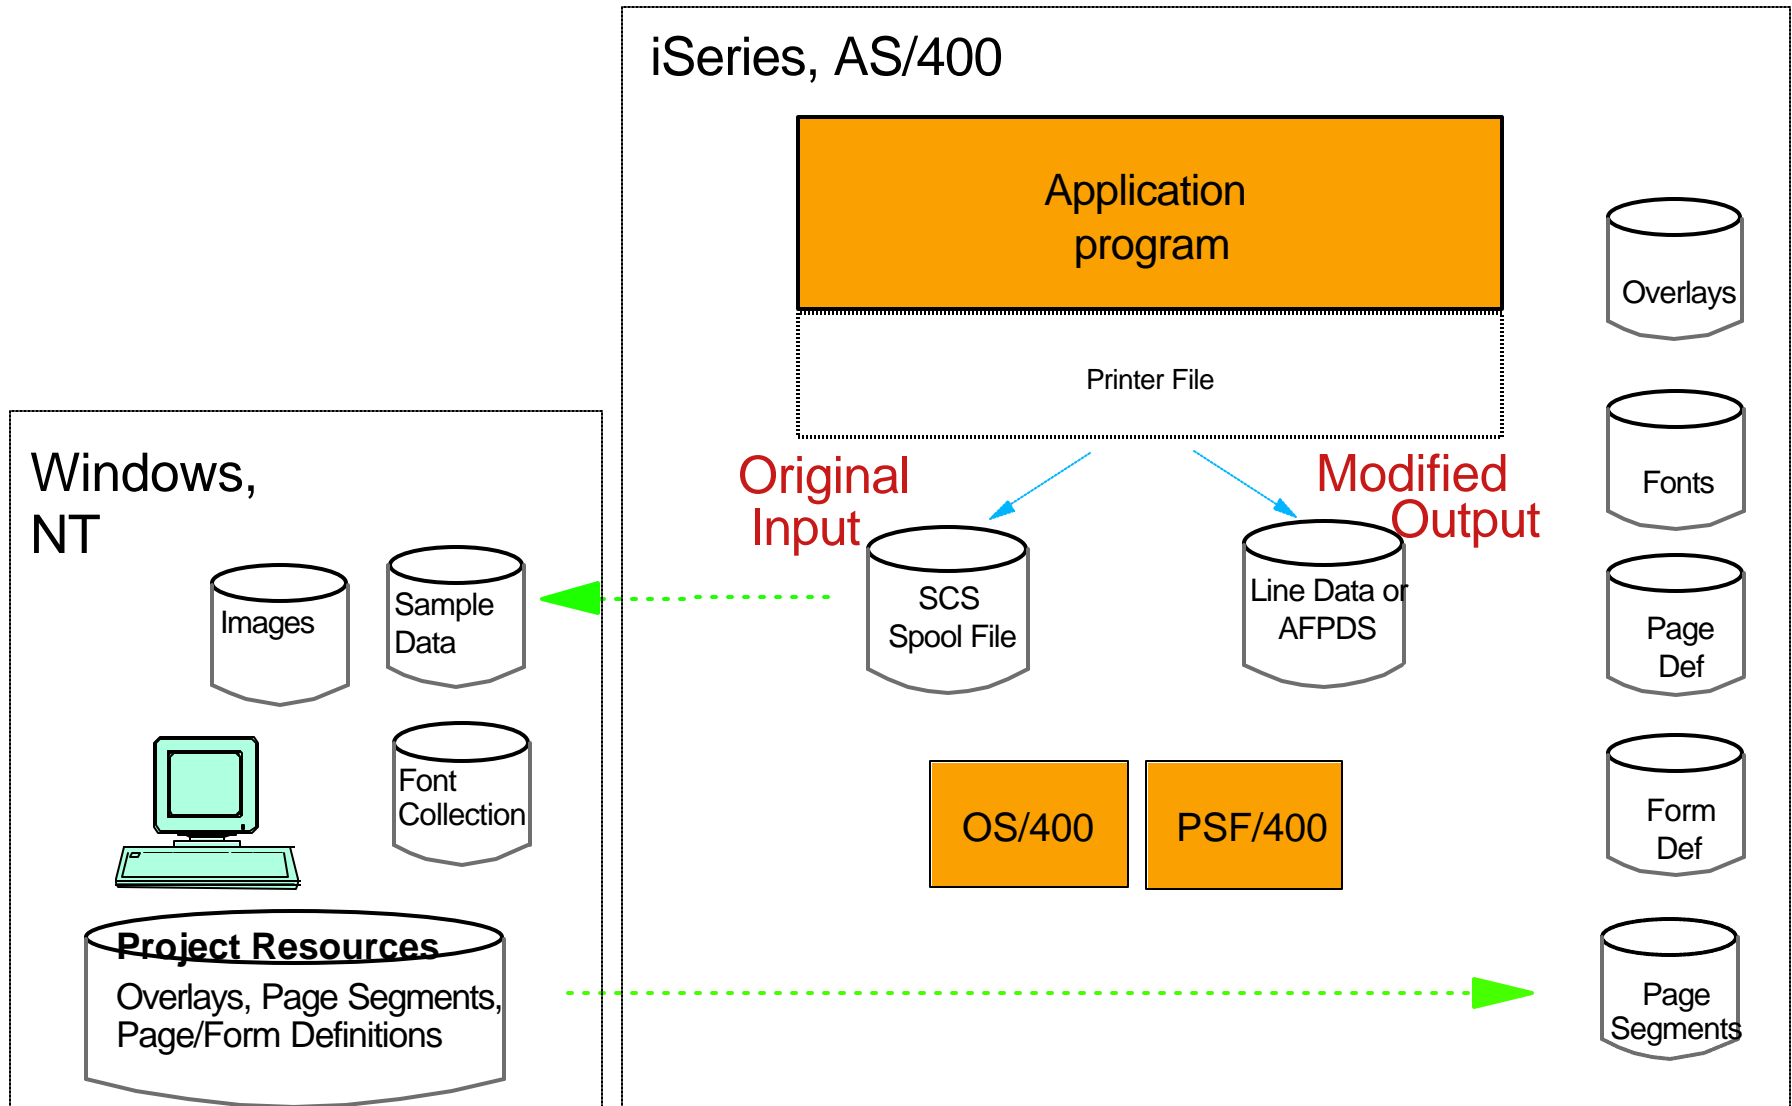 iSeries, AS/400
Application
program
Printer File
Original
Input
Modified
Output
SCS
Spool File
Line Data or
AFPDS
OS/400
PSF/400
Overlays
Fonts
Page
Def
Form
Def
Page
Segments
Windows,
NT
Images
Sample
Data
Font
Collection
Project Resources
Overlays, Page Segments,
Page/Form Definitions